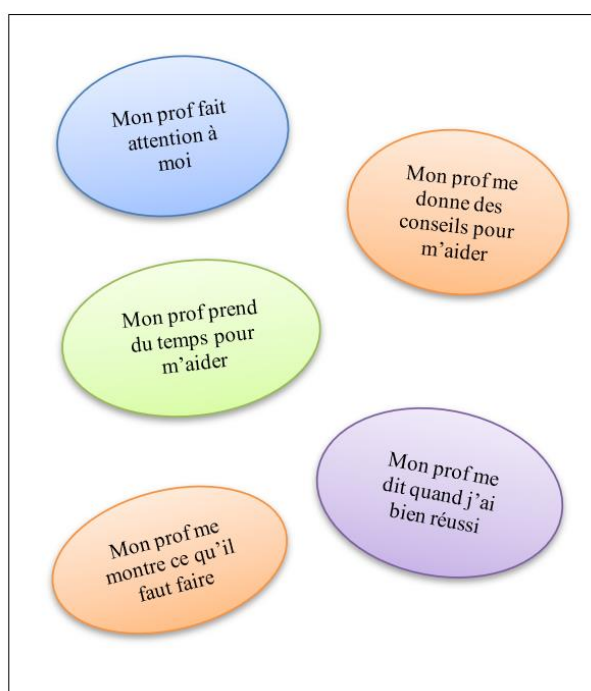 Mon prof fait
attention à
moi
Mon prof me
donne des
conseils pour
m’aider
Mon prof prend
du temps pour
m’aider
Mon prof me
dit quand j’ai
bien réussi
Mon prof me
montre ce qu’il
faut faire